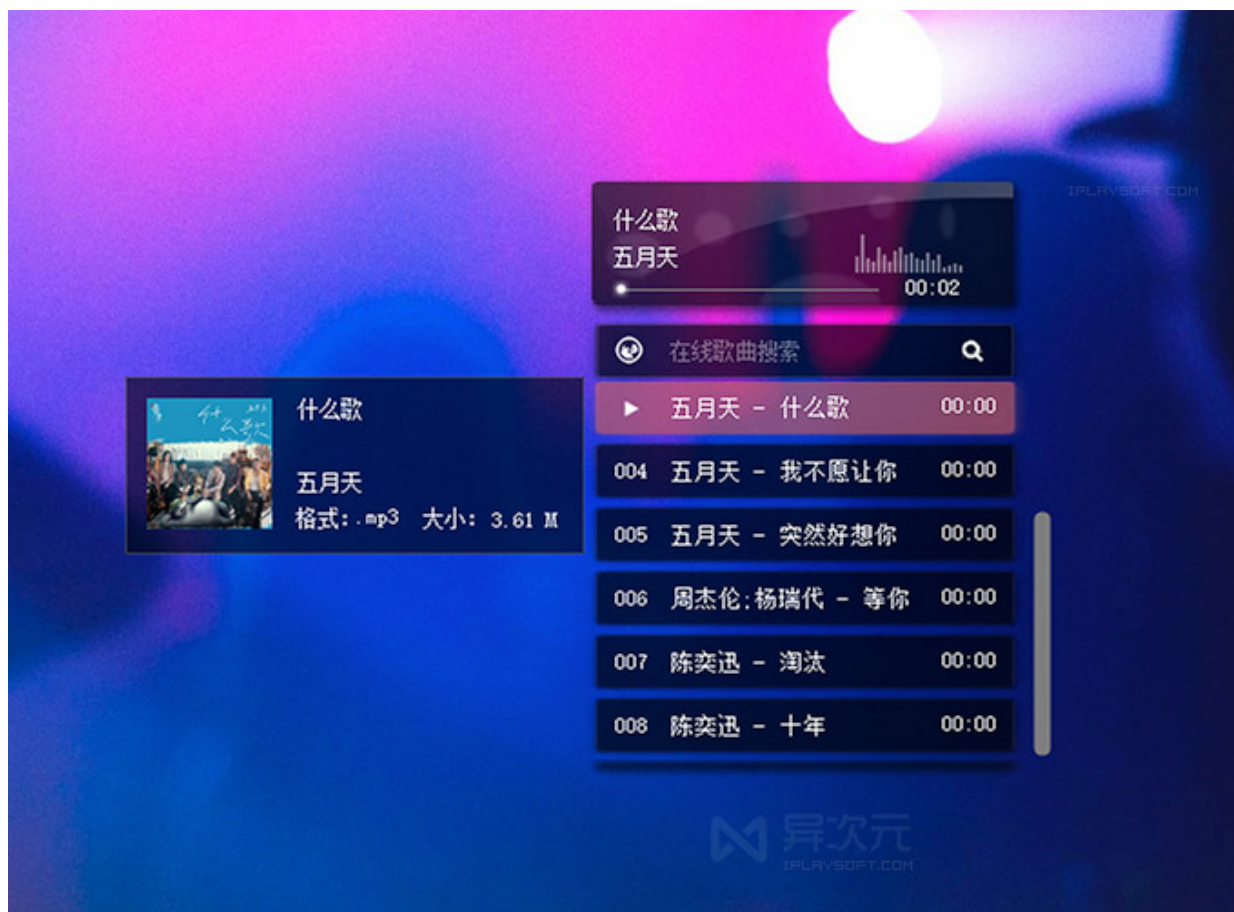 IPLAYSOFT.COM
什么歌
五月天
00:02
在线歌曲搜索
五月天 - 什么歌 00:00
004 五月天 - 我不愿让你 00:00
005 五月天 - 突然好想你 00:00
006 周杰伦;杨瑞代 - 等你 00:00
007 陈奕迅 - 淘汰 00:00
008 陈奕迅 - 十年 00:00
什么歌
什么歌
五月天
格式:.mp3 大小: 3.61 M
异次元
IPLAYSOFT.COM